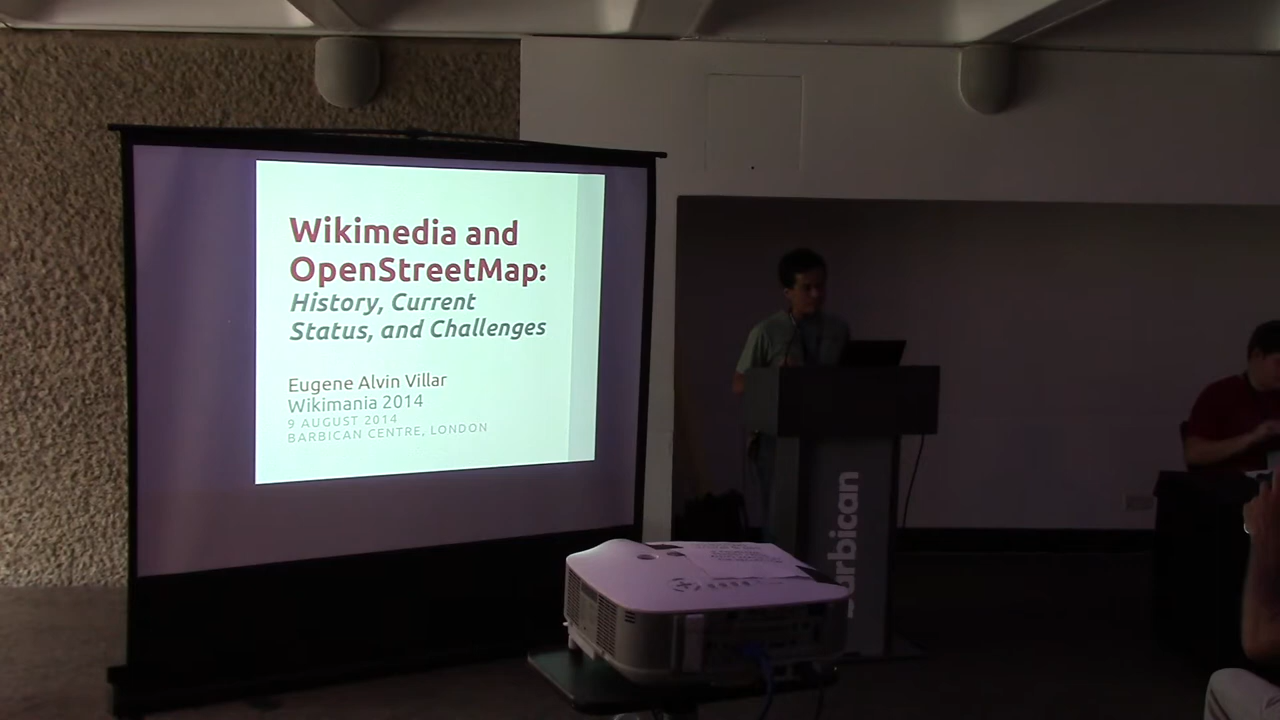 Wikimedia and
OpenStreetMap:
History, Current
Status, and Challenges
Eugene Alvin Villar
Wikimania 2014
9 AUGUST 2014
BARBICAN CENTRE, LONDON
barbican